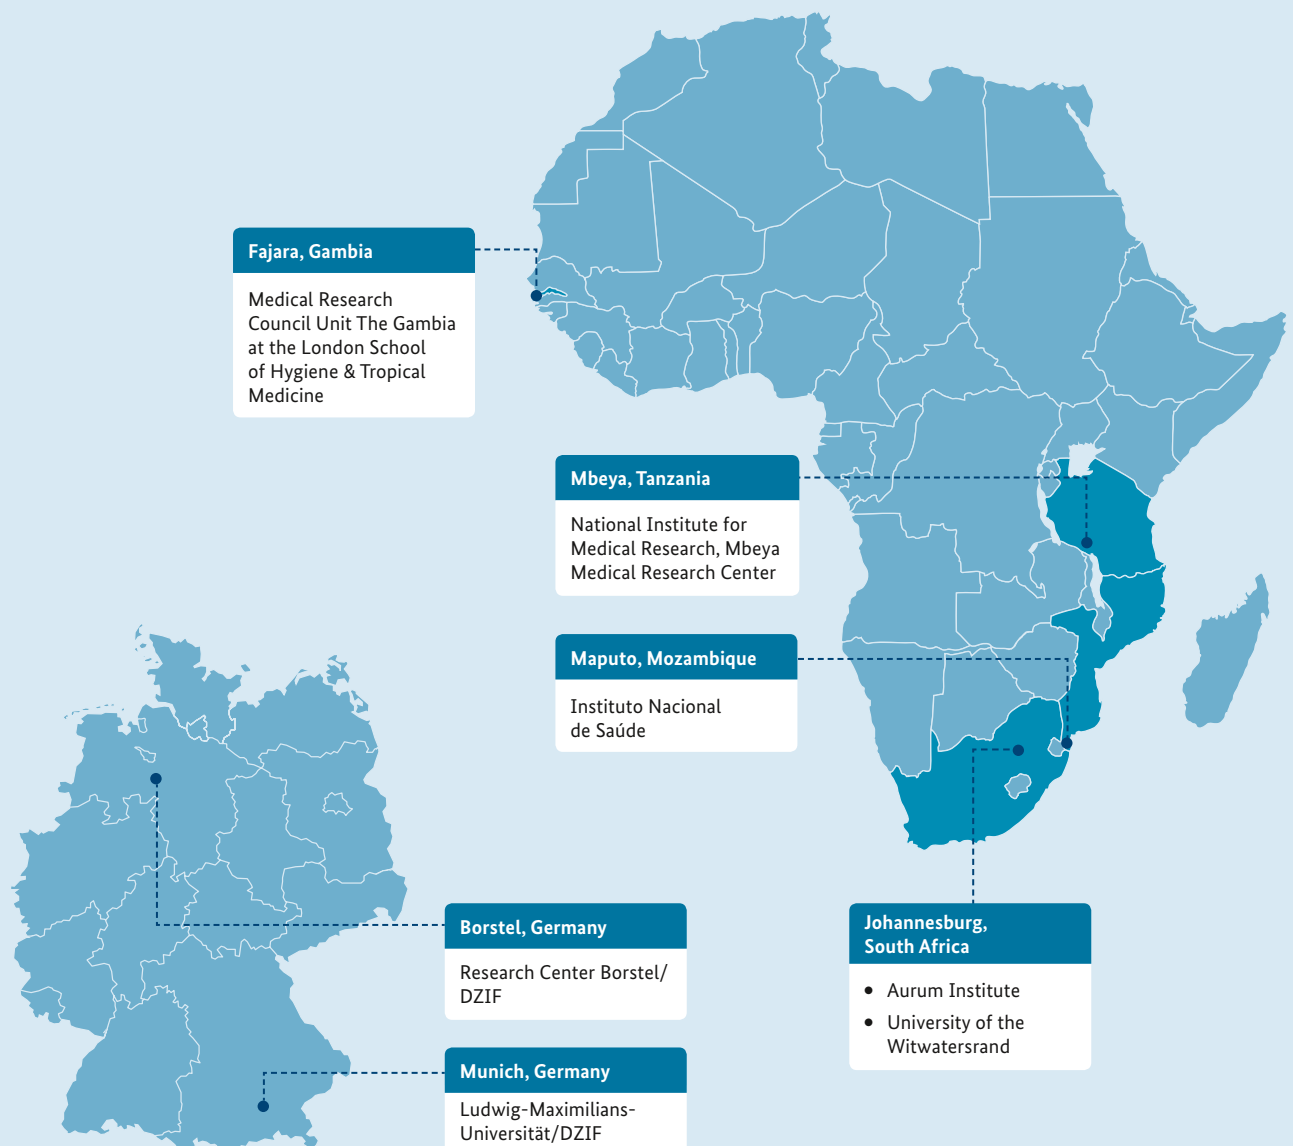 Fajara, Gambia
Medical Research
Council Unit The Gambia
at the London School
of Hygiene & Tropical
Medicine
Mbeya, Tanzania
National Institute for
Medical Research, Mbeya
Medical Research Center
Maputo, Mozambique
Instituto Nacional
de Saúde
Borstel, Germany
Research Center Borstel/
DZIF
Johannesburg,
South Africa
• Aurum Institute
• University of the
Witwatersrand
Munich, Germany
Ludwig-Maximilians-
Universität/DZIF